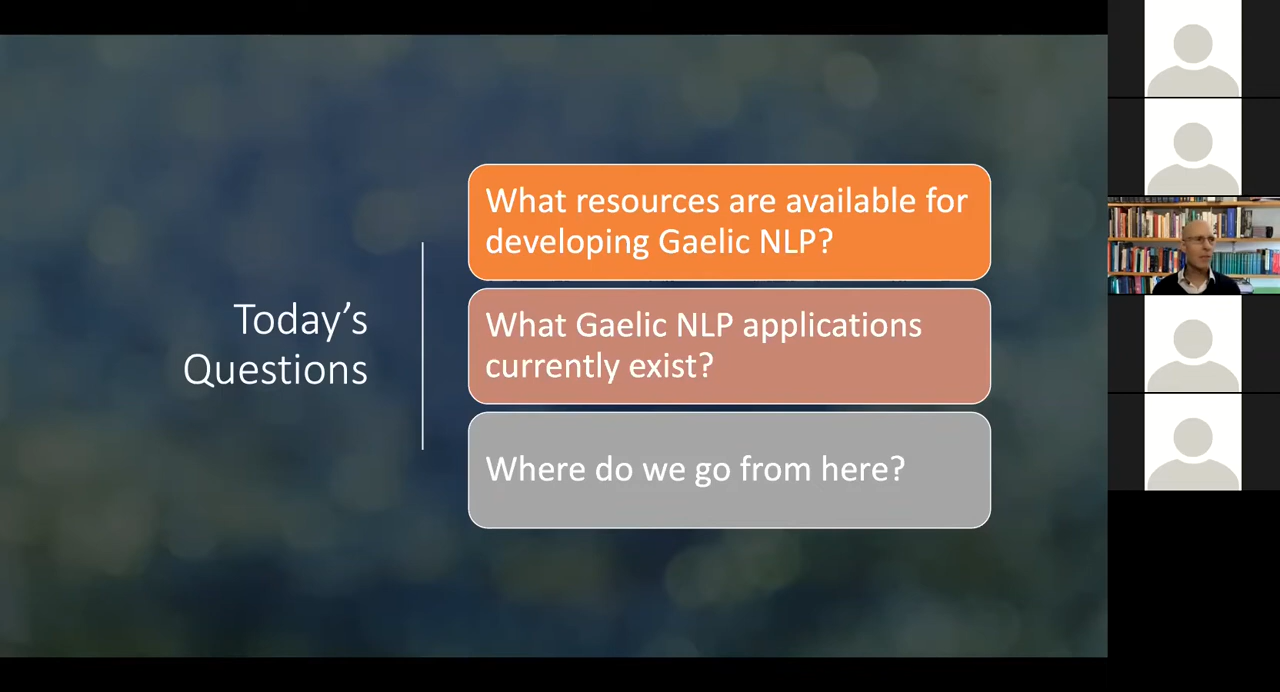 Today’s
Questions
What resources are available for
developing Gaelic NLP?
What Gaelic NLP applications
currently exist?
Where do we go from here?